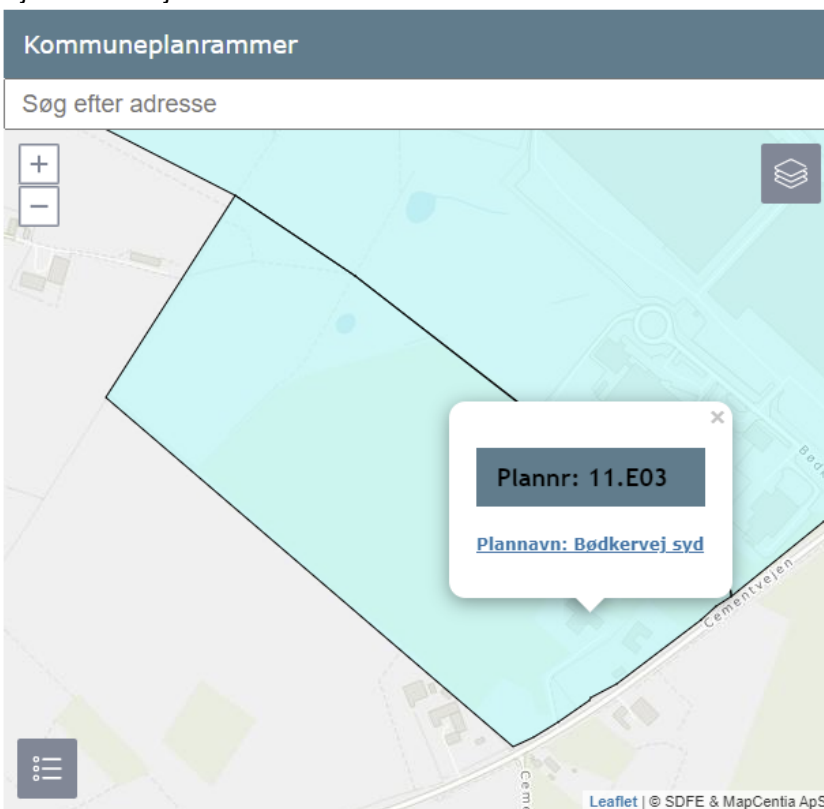 Kommuneplanrammer
Søg efter adresse
+
−
×
Plannr: 11.E03
Plannavn: Bødkervej syd
Cementvejen
Leaflet | © SDFE & MapCentia ApS